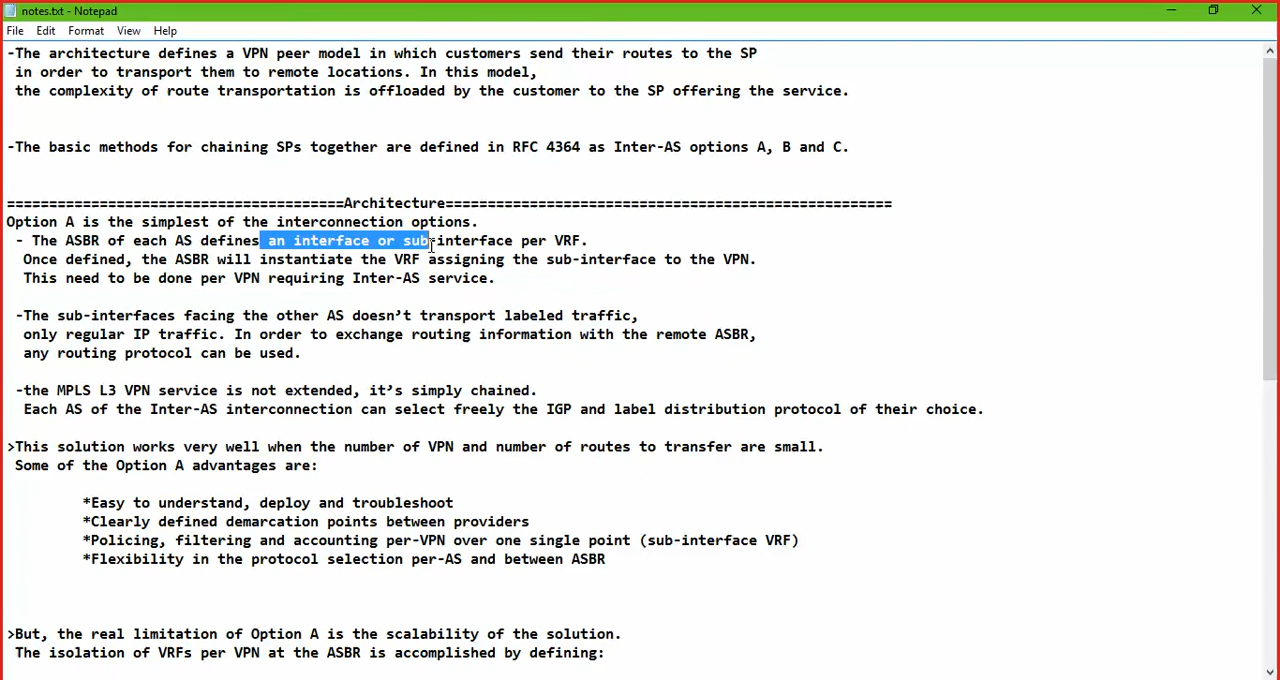 notes.txt - Notepad
File Edit Format View Help
-The architecture defines a VPN peer model in which customers send their routes to the SP
in order to transport them to remote locations. In this model,
the complexity of route transportation is offloaded by the customer to the SP offering the service.
-The basic methods for chaining SPs together are defined in RFC 4364 as Inter-AS options A, B and C.
========================================Architecture=====================================================
Option A is the simplest of the interconnection options.
- The ASBR of each AS defines an interface or sub-interface per VRF.
Once defined, the ASBR will instantiate the VRF assigning the sub-interface to the VPN.
This need to be done per VPN requiring Inter-AS service.
-The sub-interfaces facing the other AS doesn’t transport labeled traffic,
only regular IP traffic. In order to exchange routing information with the remote ASBR,
any routing protocol can be used.
-the MPLS L3 VPN service is not extended, it’s simply chained.
Each AS of the Inter-AS interconnection can select freely the IGP and label distribution protocol of their choice.
>This solution works very well when the number of VPN and number of routes to transfer are small.
Some of the Option A advantages are:
*Easy to understand, deploy and troubleshoot
*Clearly defined demarcation points between providers
*Policing, filtering and accounting per-VPN over one single point (sub-interface VRF)
*Flexibility in the protocol selection per-AS and between ASBR
>But, the real limitation of Option A is the scalability of the solution.
The isolation of VRFs per VPN at the ASBR is accomplished by defining: